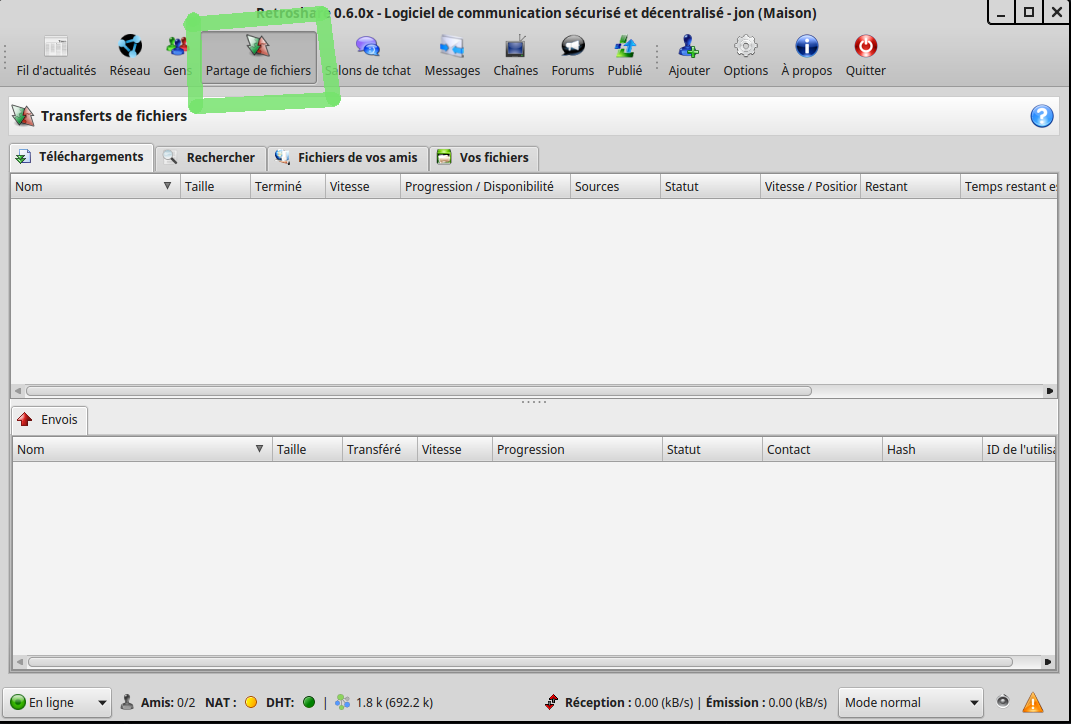 Retroshare 0.6.0x - Logiciel de communication sécurisé et décentralisé - jon (Maison)
Fil d'actualités Réseau Gens Partage de fichiers Salons de tchat Messages Chaînes Forums Publié Ajouter Options À propos Quitter
Transferts de fichiers
Téléchargements Rechercher Fichiers de vos amis Vos fichiers
Nom Taille Terminé Vitesse Progression / Disponibilité Sources Statut Vitesse / Position Restant Temps restant es
Envois
Nom Taille Transféré Vitesse Progression Statut Contact Hash ID de l'utilisa
En ligne Amis: 0/2 NAT : DHT: | 1.8 k (692.2 k) Réception : 0.00 (kB/s) | Émission : 0.00 (kB/s) Mode normal